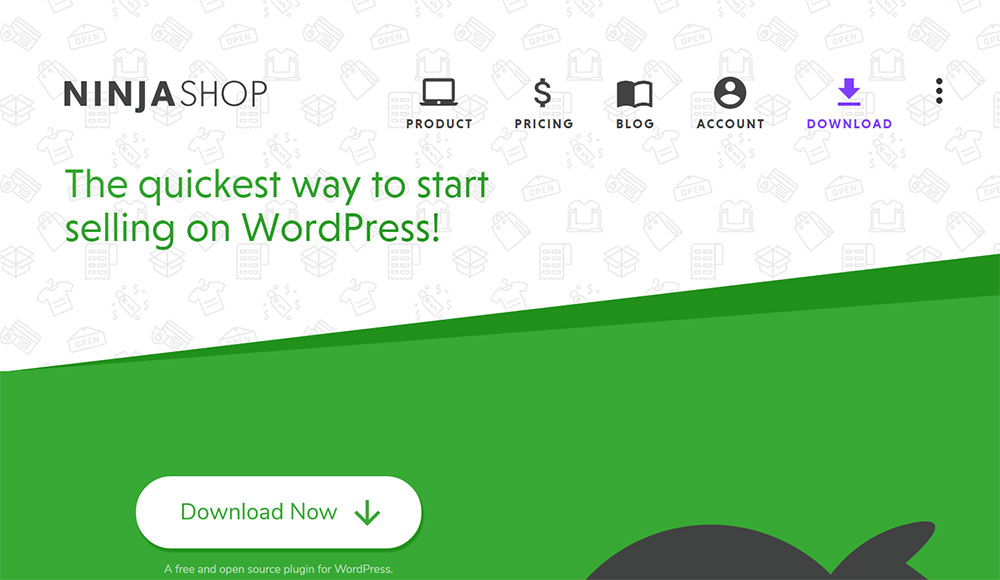 NINJASHOP
PRODUCT
PRICING
BLOG
ACCOUNT
DOWNLOAD
The quickest way to start
selling on WordPress!
Download Now
A free and open source plugin for WordPress.
OPEN